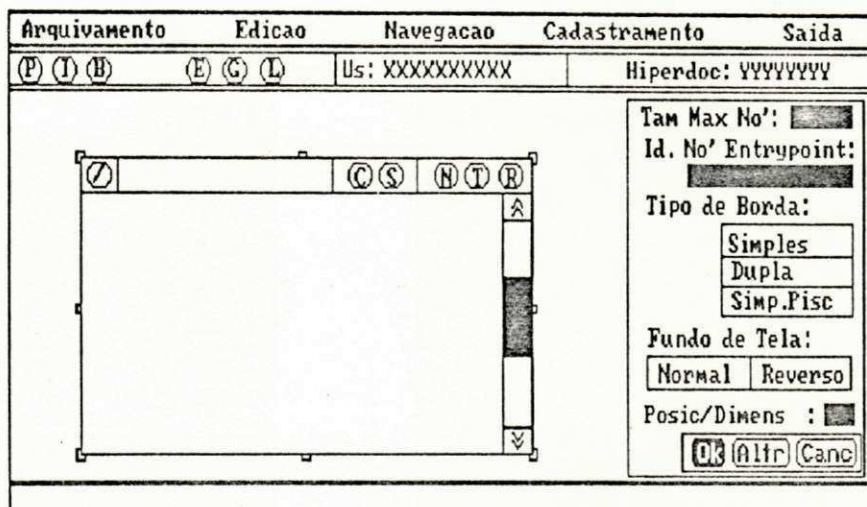 Arquivamento Edicao Navegacao Cadastramento Saida
P I B E G L Us: XXXXXXXXXX Hiperdoc: YYYYYYYY
Tam Max No': 
Id. No' Entrypoint:
C S N T R
Tipo de Borda:
Simples
Dupla
Simp.Pisc
Fundo de Tela:
Normal Reverso
Posic/Dimens :
Ok Altr Canc